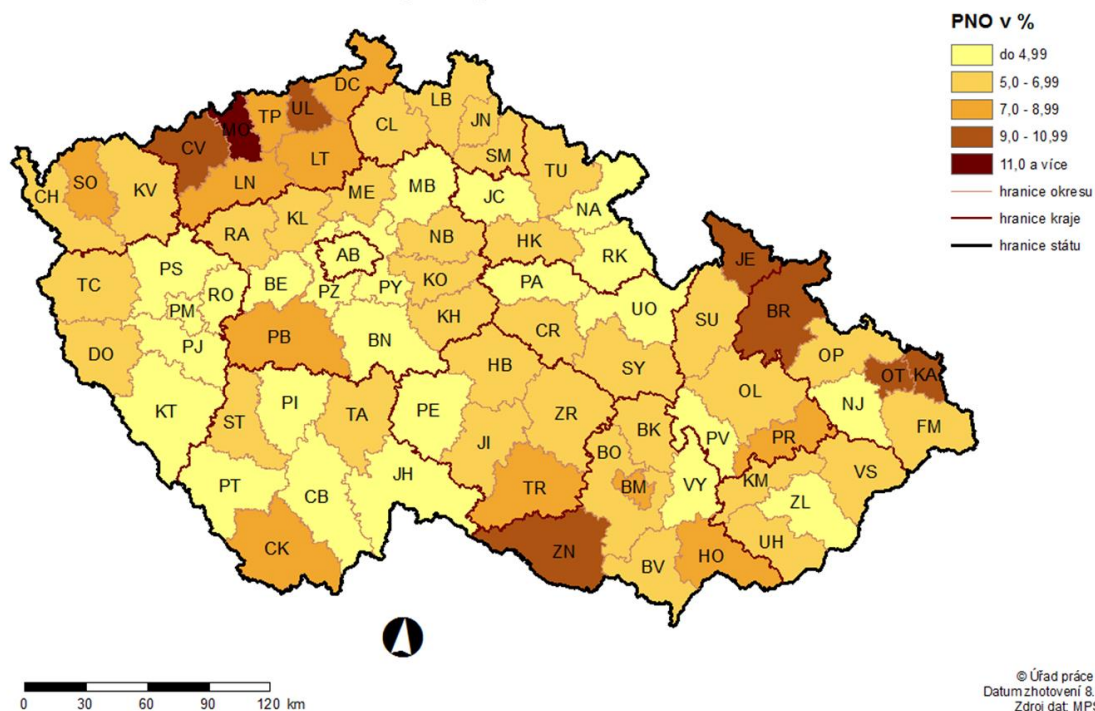 PNO v %
do 4,99
5,0 - 6,99
7,0 - 8,99
9,0 - 10,99
11,0 a více
hranice okresu
hranice kraje
hranice státu
DC
UL
TP
MO
LB
CL
JN
CV
LT
SM
TU
SO
KV
LN
ME
MB
JC
CH
NA
KL
RA
NB
HK
AB
RK
JE
PS
BE
KO
TC
RO
PZ
PY
PA
PM
UO
SU
BR
KH
CR
PB
BN
PJ
DO
OP
HB
SY
OL
OT
KA
KT
PI
PE
NJ
ST
TA
ZR
FM
BK
PV
PR
JI
BO
VS
PT
JH
TR
BM
VY
KM
CB
ZL
CK
ZN
UH
BV
HO
0 30 60 90 120 km
© Úřad práce
Datum zhotovení 8.
Zdroj dat: MPS